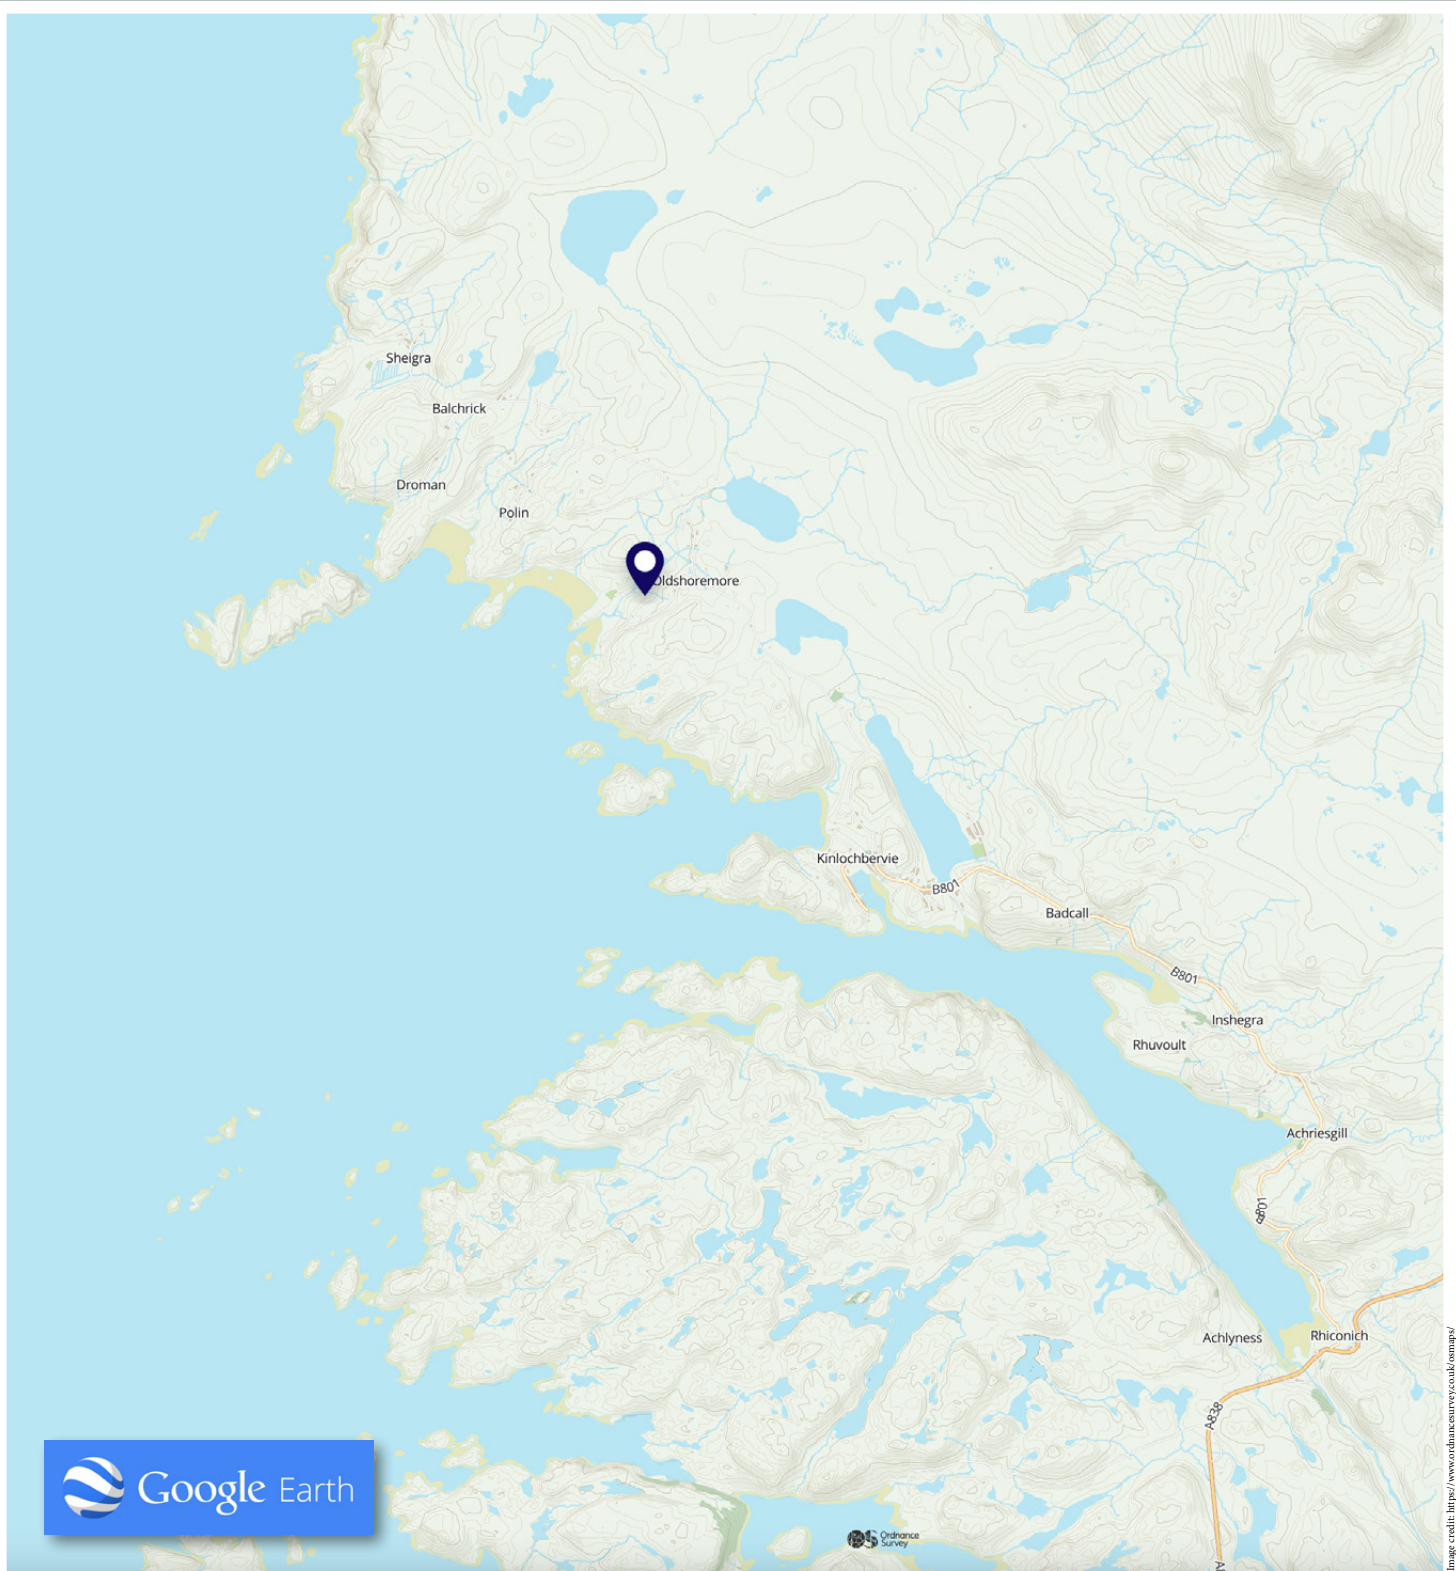 Sheigra
Balchrick
Droman
Polin
Oldshoremore
Kinlochbervie
B801
Badcall
B801
Inshegra
Rhuvoult
Achriesgill
B801
Achlyness
Rhiconich
A838
Google Earth
Ordnance
Survey
Image credit: https://www.ordnancesurvey.co.uk/osmaps/